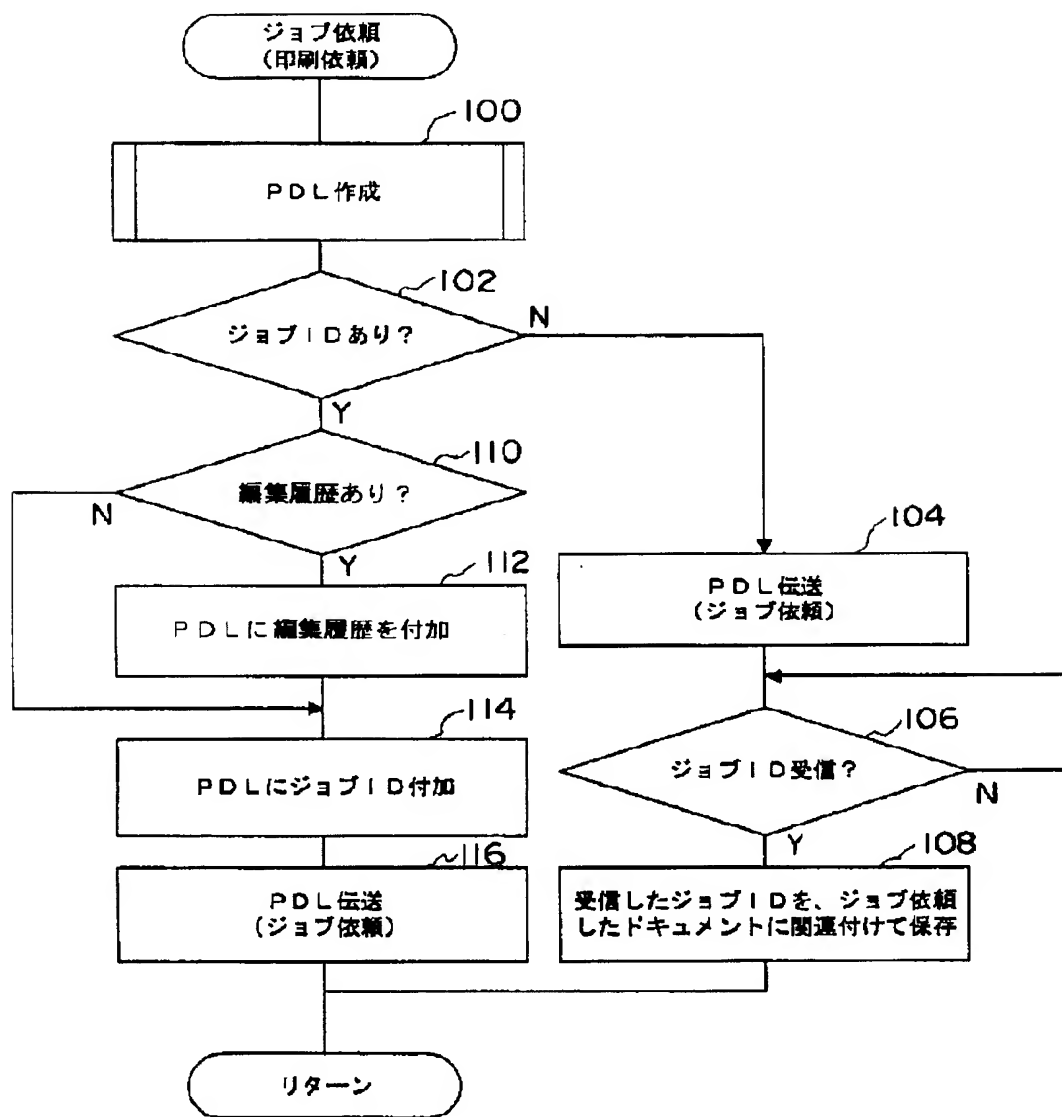 ジョブ依頼
(印刷依頼)
100
PDL作成
102
ジョブIDあり?
N
Y
110
編集履歴あり?
N
Y
112
PDLに編集履歴を付加
114
PDLにジョブID付加
116
PDL伝送
(ジョブ依頼)
104
PDL伝送
(ジョブ依頼)
106
ジョブID受信?
N
Y
108
受信したジョブIDを、ジョブ依頼
したドキュメントに関連付けて保存
リターン